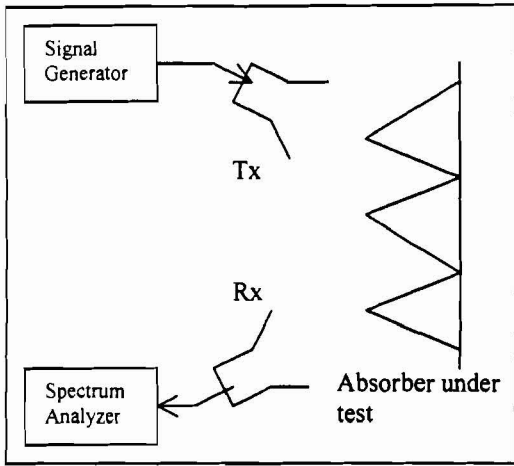 Signal
Generator
Tx
Rx
Spectrum
Analyzer
Absorber under
test